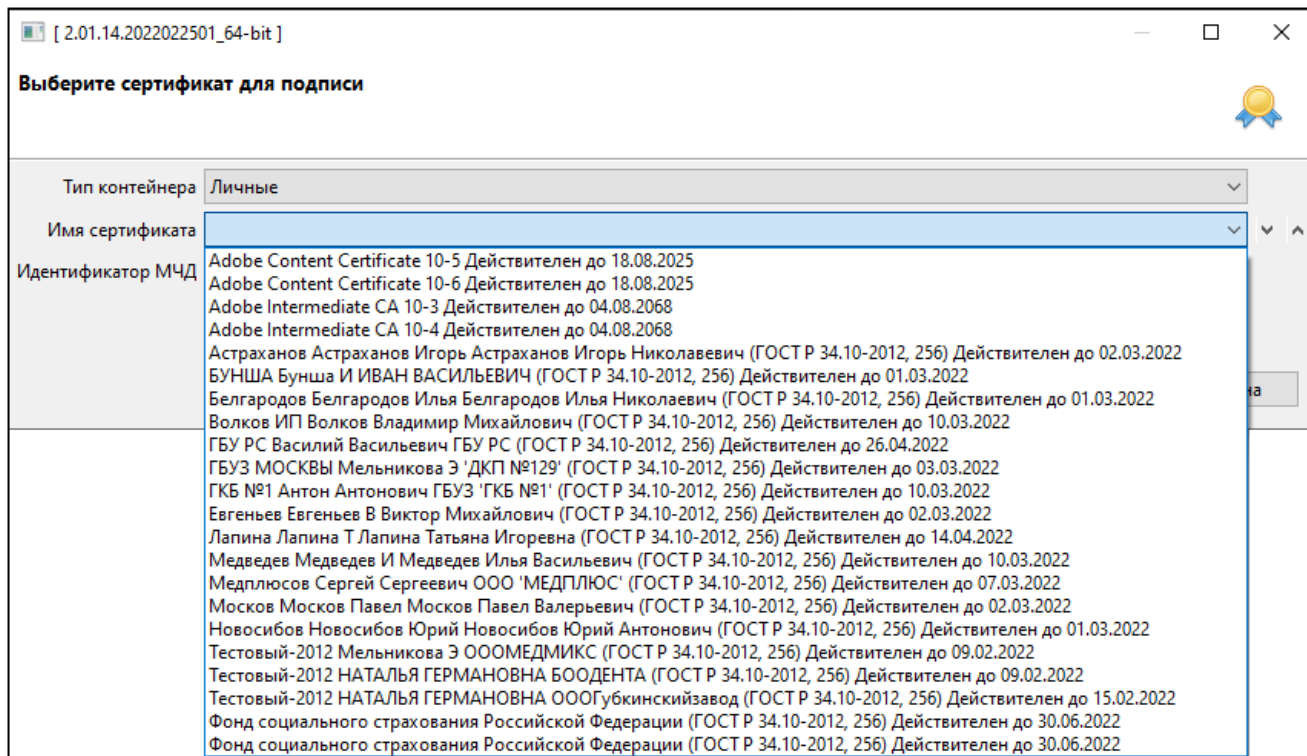 [ 2.01.14.2022022501_64-bit ]
Выберите сертификат для подписи
Тип контейнера Личные
Имя сертификата
Идентификатор МЧД
Adobe Content Certificate 10-5 Действителен до 18.08.2025
Adobe Content Certificate 10-6 Действителен до 18.08.2025
Adobe Intermediate CA 10-3 Действителен до 04.08.2068
Adobe Intermediate CA 10-4 Действителен до 04.08.2068
Астраханов Астраханов Игорь Астраханов Игорь Николавевич (ГОСТ Р 34.10-2012, 256) Действителен до 02.03.2022
БУНША Бунша И ИВАН ВАСИЛЬЕВИЧ (ГОСТ Р 34.10-2012, 256) Действителен до 01.03.2022
Белгародов Белгародов Илья Белгародов Илья Николаевич (ГОСТ Р 34.10-2012, 256) Действителен до 01.03.2022
Волков ИП Волков Владимир Михайлович (ГОСТ Р 34.10-2012, 256) Действителен до 10.03.2022
ГБУ РС Василий Васильевич ГБУ РС (ГОСТ Р 34.10-2012, 256) Действителен до 26.04.2022
ГБУЗ МОСКВЫ Мельникова Э 'ДКП №129' (ГОСТ Р 34.10-2012, 256) Действителен до 03.03.2022
ГКБ №1 Антон Антонович ГБУЗ 'ГКБ №1' (ГОСТ Р 34.10-2012, 256) Действителен до 10.03.2022
Евгеньев Евгеньев В Виктор Михайлович (ГОСТ Р 34.10-2012, 256) Действителен до 02.03.2022
Лапина Лапина Т Лапина Татьяна Игоревна (ГОСТ Р 34.10-2012, 256) Действителен до 14.04.2022
Медведев Медведев И Медведев Илья Васильевич (ГОСТ Р 34.10-2012, 256) Действителен до 10.03.2022
Медплюсов Сергей Сергеевич ООО 'МЕДПЛЮС' (ГОСТ Р 34.10-2012, 256) Действителен до 07.03.2022
Москов Москов Павел Москов Павел Валерьевич (ГОСТ Р 34.10-2012, 256) Действителен до 02.03.2022
Новосибов Новосибов Юрий Новосибов Юрий Антонович (ГОСТ Р 34.10-2012, 256) Действителен до 01.03.2022
Тестовый-2012 Мельникова Э ОООМЕДМИКС (ГОСТ Р 34.10-2012, 256) Действителен до 09.02.2022
Тестовый-2012 НАТАЛЬЯ ГЕРМАНОВНА БООДЕНТА (ГОСТ Р 34.10-2012, 256) Действителен до 09.02.2022
Тестовый-2012 НАТАЛЬЯ ГЕРМАНОВНА ОООГубкинскийзавод (ГОСТ Р 34.10-2012, 256) Действителен до 15.02.2022
Фонд социального страхования Российской Федерации (ГОСТ Р 34.10-2012, 256) Действителен до 30.06.2022
Фонд социального страхования Российской Федерации (ГОСТ Р 34.10-2012, 256) Действителен до 30.06.2022